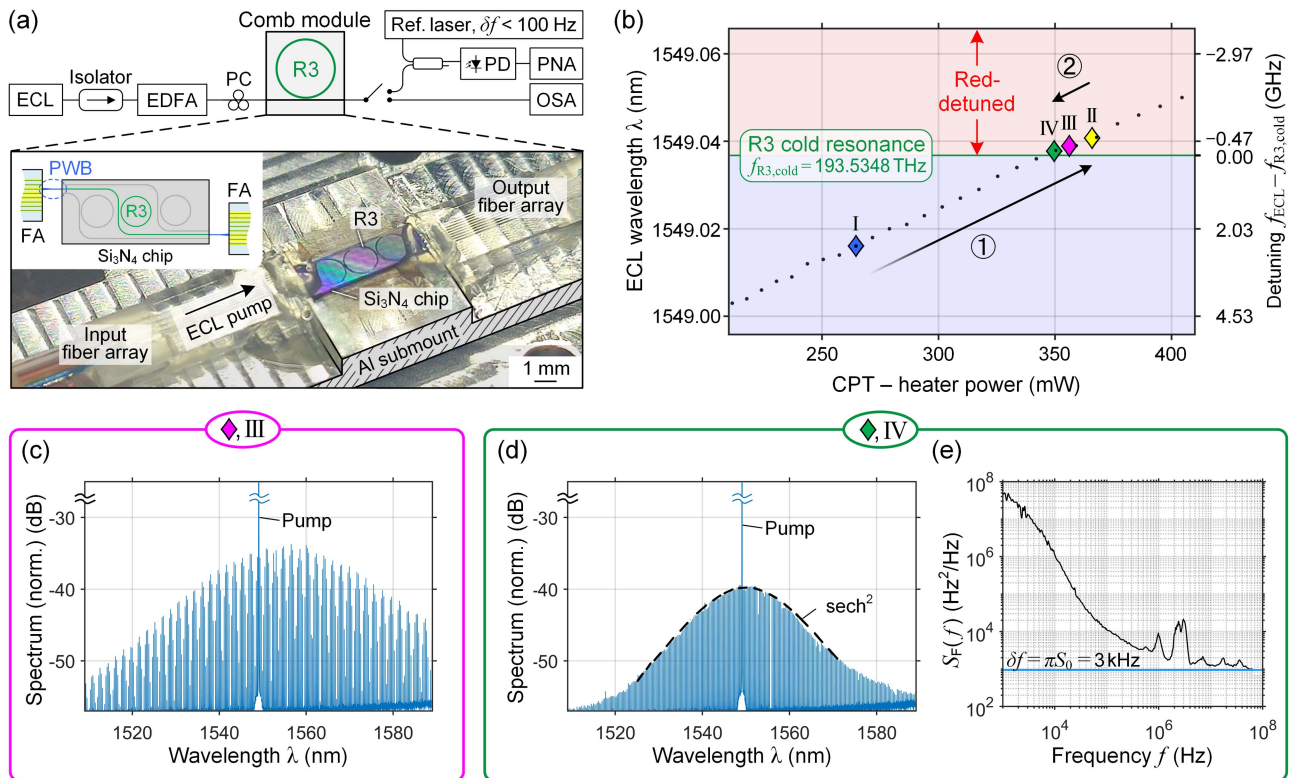 (a)
Comb module
Ref. laser, δf < 100 Hz
R3
Isolator
PC
PD
PNA
ECL
EDFA
OSA
PWB
FA
R3
FA
Si₃N₄ chip
Output
fiber array
R3
Si₃N₄ chip
ECL pump
Input
fiber array
Al submount
1 mm
(b)
ECL wavelength λ (nm)
1549.06
1549.04
1549.02
1549.00
Red-
detuned
②
IV III II
R3 cold resonance
f_R3,cold = 193.5348 THz
I
①
-2.97
-0.47
0.00
2.03
4.53
Detuning f_ECL – f_R3,cold (GHz)
250 300 350 400
CPT – heater power (mW)
, III
(c)
Spectrum (norm.) (dB)
-30
-40
-50
Pump
1520 1540 1560 1580
Wavelength λ (nm)
, IV
(d)
Spectrum (norm.) (dB)
-30
-40
-50
Pump
sech²
1520 1540 1560 1580
Wavelength λ (nm)
(e)
S_F(f) (Hz²/Hz)
10⁸
10⁶
10⁴
10²
δf = πS₀ = 3 kHz
10⁴ 10⁶ 10⁸
Frequency f (Hz)